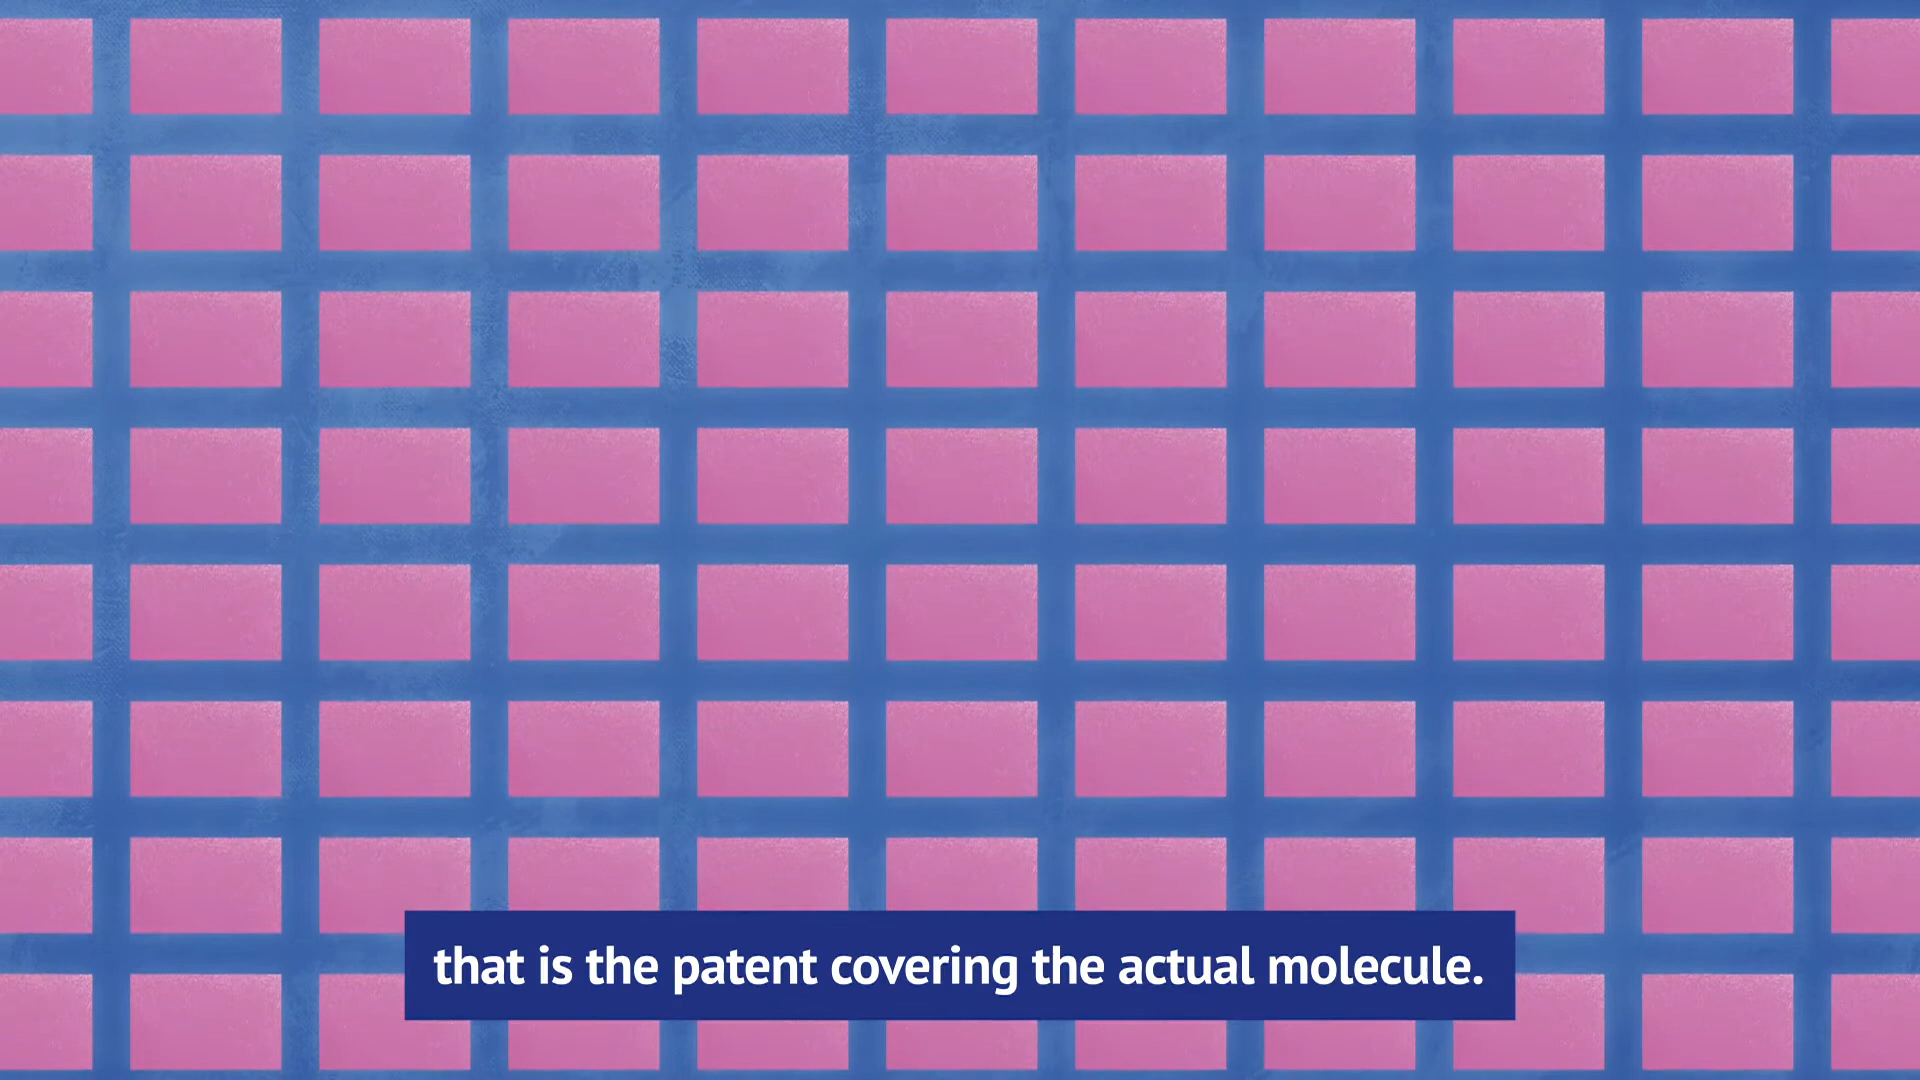 that is the patent covering the actual molecule.